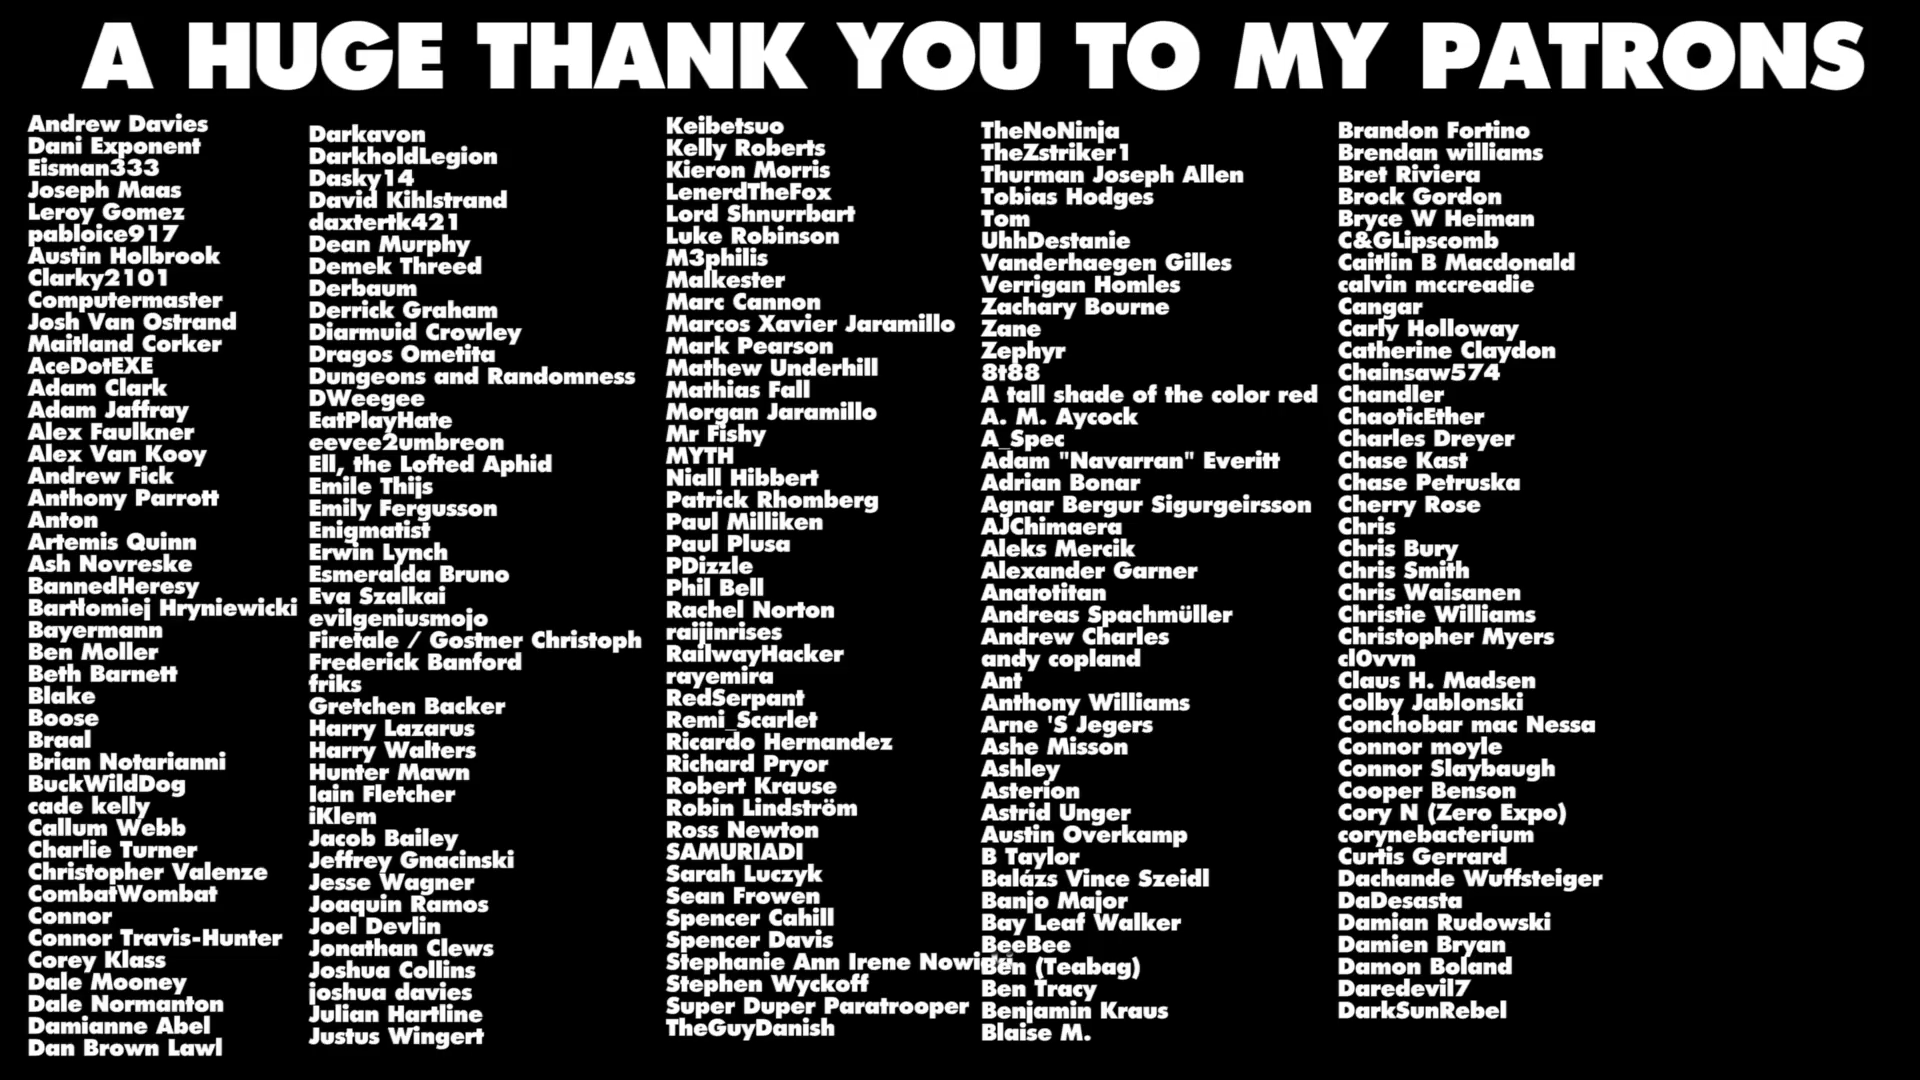 A HUGE THANK YOU TO MY PATRONS
Andrew Davies
Dani Exponent
Eisman333
Joseph Maas
Leroy Gomez
pabloice917
Austin Holbrook
Clarky2101
Computermaster
Josh Van Ostrand
Maitland Corker
AceDotEXE
Adam Clark
Adam Jaffray
Alex Faulkner
Alex Van Kooy
Andrew Fick
Anthony Parrott
Anton
Artemis Quinn
Ash Novreske
BannedHeresy
Bartłomiej Hryniewicki
Bayermann
Ben Moller
Beth Barnett
Blake
Boose
Braal
Brian Notarianni
BuckWildDog
cade kelly
Callum Webb
Charlie Turner
Christopher Valenze
CombatWombat
Connor
Connor Travis-Hunter
Corey Klass
Dale Mooney
Dale Normanton
Damianne Abel
Dan Brown Lawl
Darkavon
DarkholdLegion
Dasky14
David Kihlstrand
daxtertk421
Dean Murphy
Demek Threed
Derbaum
Derrick Graham
Diarmuid Crowley
Dragos Ometita
Dungeons and Randomness
DWeegee
EatPlayHate
eevee2umbreon
Ell, the Lofted Aphid
Emile Thijs
Emily Fergusson
Enigmatist
Erwin Lynch
Esmeralda Bruno
Eva Szalkai
evilgeniusmojo
Firetale / Gostner Christoph
Frederick Banford
friks
Gretchen Backer
Harry Lazarus
Harry Walters
Hunter Mawn
Iain Fletcher
iKlem
Jacob Bailey
Jeffrey Gnacinski
Jesse Wagner
Joaquin Ramos
Joel Devlin
Jonathan Clews
Joshua Collins
joshua davies
Julian Hartline
Justus Wingert
Keibetsuo
Kelly Roberts
Kieron Morris
LenerdTheFox
Lord Shnurrbart
Luke Robinson
M3philis
Malkester
Marc Cannon
Marcos Xavier Jaramillo
Mark Pearson
Mathew Underhill
Mathias Fall
Morgan Jaramillo
Mr Fishy
MYTH
Niall Hibbert
Patrick Rhomberg
Paul Milliken
Paul Plusa
PDizzle
Phil Bell
Rachel Norton
raijinrises
RailwayHacker
rayemira
RedSerpant
Remi_Scarlet
Ricardo Hernandez
Richard Pryor
Robert Krause
Robin Lindström
Ross Newton
SAMURIADI
Sarah Luczyk
Sean Frowen
Spencer Cahill
Spencer Davis
Stephanie Ann Irene
Stephen Wyckoff
Super Duper Paratrooper
TheGuyDanish
TheNoNinja
TheZstriker1
Thurman Joseph Allen
Tobias Hodges
Tom
UhhDestanie
Vanderhaegen Gilles
Verrigan Homles
Zachary Bourne
Zane
Zephyr
8t88
A tall shade of the color red
A. M. Aycock
A_Spec
Adam "Navarran" Everitt
Adrian Bonar
Agnar Bergur Sigurgeirsson
AJChimaera
Aleks Mercik
Alexander Garner
Anatotitan
Andreas Spachmüller
Andrew Charles
andy copland
Ant
Anthony Williams
Arne 'S Jegers
Ashe Misson
Ashley
Asterion
Astrid Unger
Austin Overkamp
B Taylor
Balázs Vince Szeidl
Banjo Major
Bay Leaf Walker
BeeBee
Ben (Teabag)
Ben Tracy
Benjamin Kraus
Blaise M.
Brandon Fortino
Brendan williams
Bret Riviera
Brock Gordon
Bryce W Heiman
C&GLipscomb
Caitlin B Macdonald
calvin mccreadie
Cangar
Carly Holloway
Catherine Claydon
Chainsaw574
Chandler
ChaoticEther
Charles Dreyer
Chase Kast
Chase Petruska
Cherry Rose
Chris
Chris Bury
Chris Smith
Chris Waisanen
Christie Williams
Christopher Myers
cl0vvn
Claus H. Madsen
Colby Jablonski
Conchobar mac Nessa
Connor moyle
Connor Slaybaugh
Cooper Benson
Cory N (Zero Expo)
corynebacterium
Curtis Gerrard
Dachande Wuffsteiger
DaDesasta
Damian Rudowski
Damien Bryan
Damon Boland
Daredevil7
DarkSunRebel